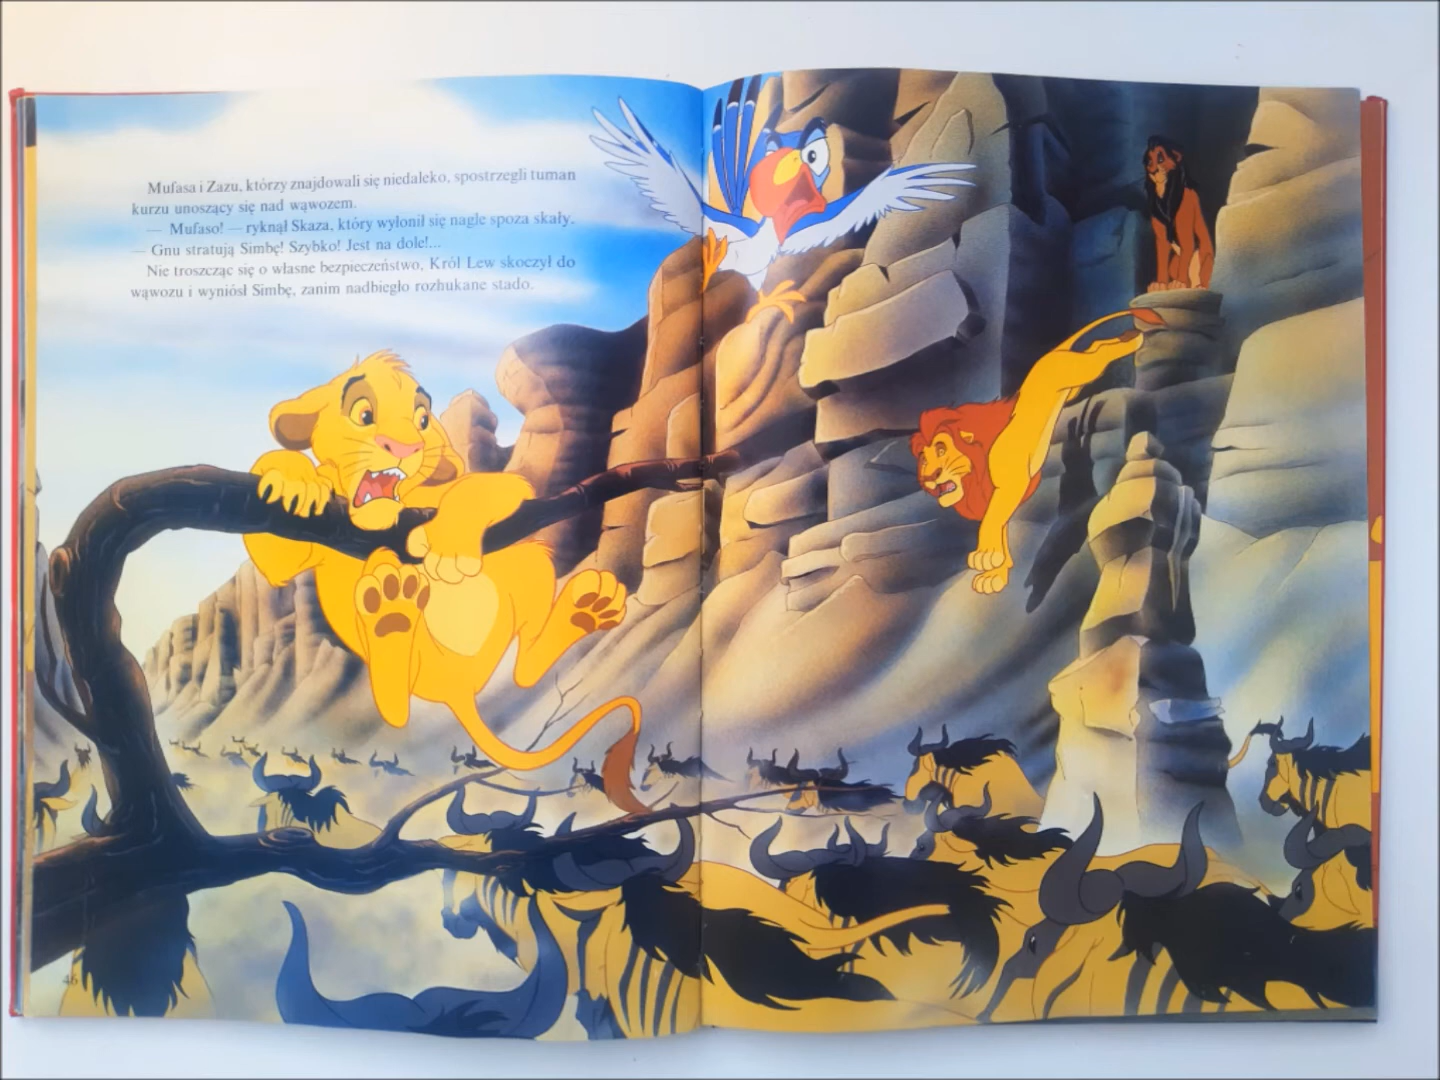 Mufasa i Zazu, którzy znajdowali się niedaleko, spostrzegli tuman
kurzu unoszący się nad wąwozem.
— Mufaso! — ryknął Skaza, który wyłonił się nagle spoza skały.
— Gnu stratują Simbę! Szybko! Jest na dole!...
Nie troszcząc się o własne bezpieczeństwo, Król Lew skoczył do
wąwozu i wyniósł Simbę, zanim nadbiegło rozhukane stado.
46